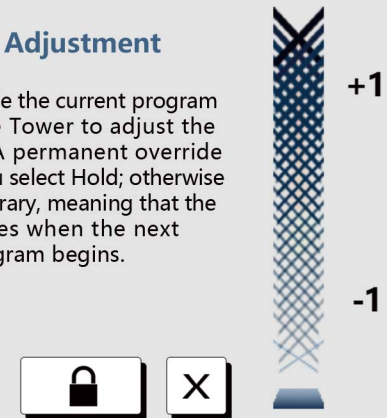 Adjustment
e the current program
Tower to adjust the
A permanent override
select Hold; otherwise
rary, meaning that the
es when the next
gram begins.
+1
-1
X